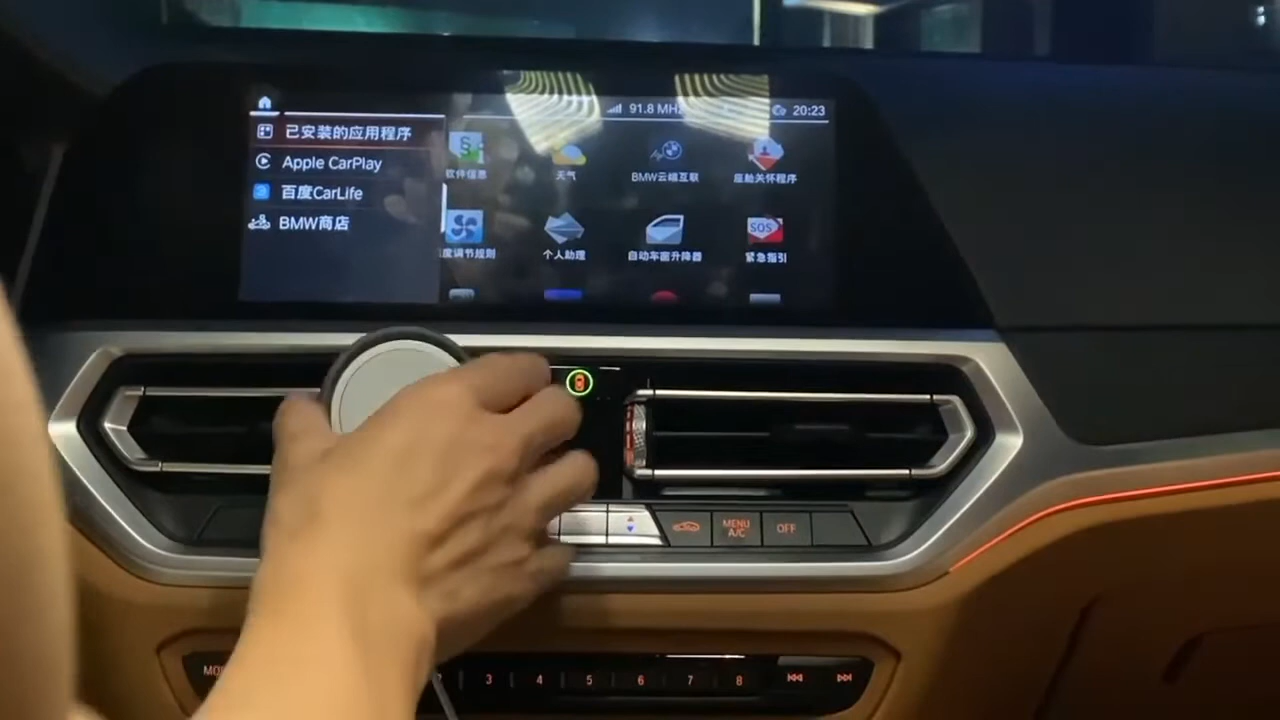 91.8 MHz
20:23
已安装的应用程序
Apple CarPlay
百度CarLife
BMW商店
软件信息
天气
BMW云端互联
座舱关怀程序
度调节规则
个人助理
自动车窗升降器
SOS
紧急指引
MENU
A/C
OFF
3
4
5
6
7
8